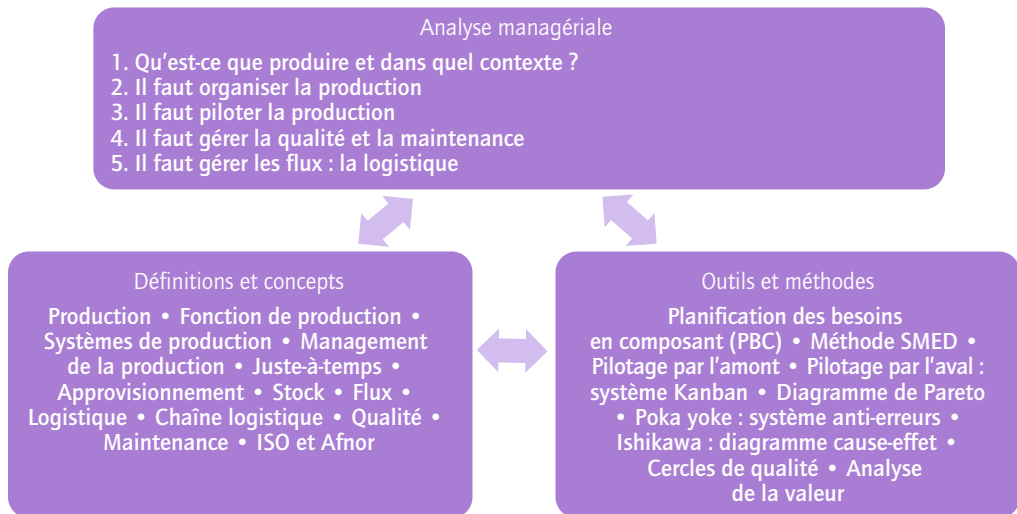 Analyse managériale
1. Qu'est-ce que produire et dans quel contexte ?
2. Il faut organiser la production
3. Il faut piloter la production
4. Il faut gérer la qualité et la maintenance
5. Il faut gérer les flux : la logistique
Définitions et concepts
Production • Fonction de production •
Systèmes de production • Management
de la production • Juste-à-temps •
Approvisionnement • Stock • Flux •
Logistique • Chaîne logistique • Qualité •
Maintenance • ISO et Afnor
Outils et méthodes
Planification des besoins
en composant (PBC) • Méthode SMED •
Pilotage par l'amont • Pilotage par l'aval :
système Kanban • Diagramme de Pareto
• Poka yoke : système anti-erreurs •
Ishikawa : diagramme cause-effet •
Cercles de qualité • Analyse
de la valeur